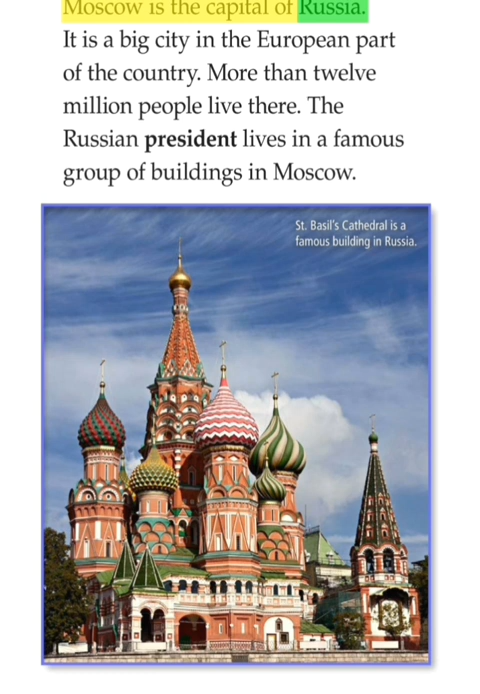 Moscow is the capital of Russia.
It is a big city in the European part
of the country. More than twelve
million people live there. The
Russian president lives in a famous
group of buildings in Moscow.
St. Basil's Cathedral is a
famous building in Russia.